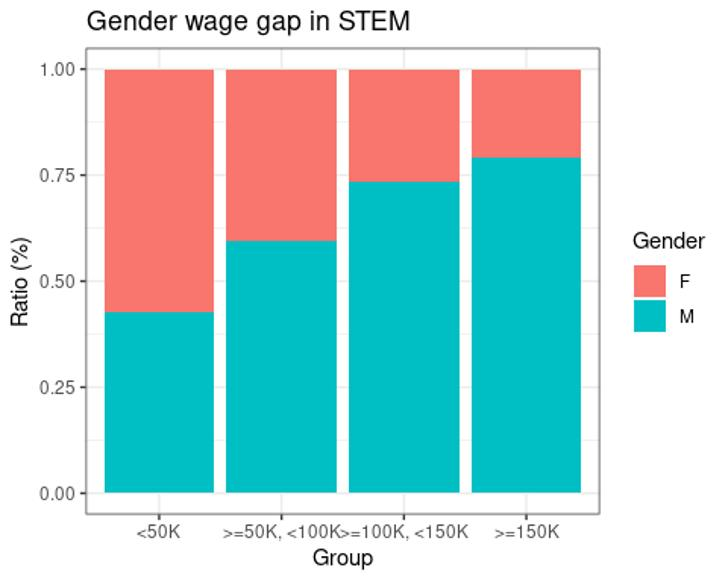 Gender wage gap in STEM
1.00
0.75
0.50
0.25
0.00
Ratio (%)
<50K
>=50K, <100K
>=100K, <150K
>=150K
Group
Gender
F
M